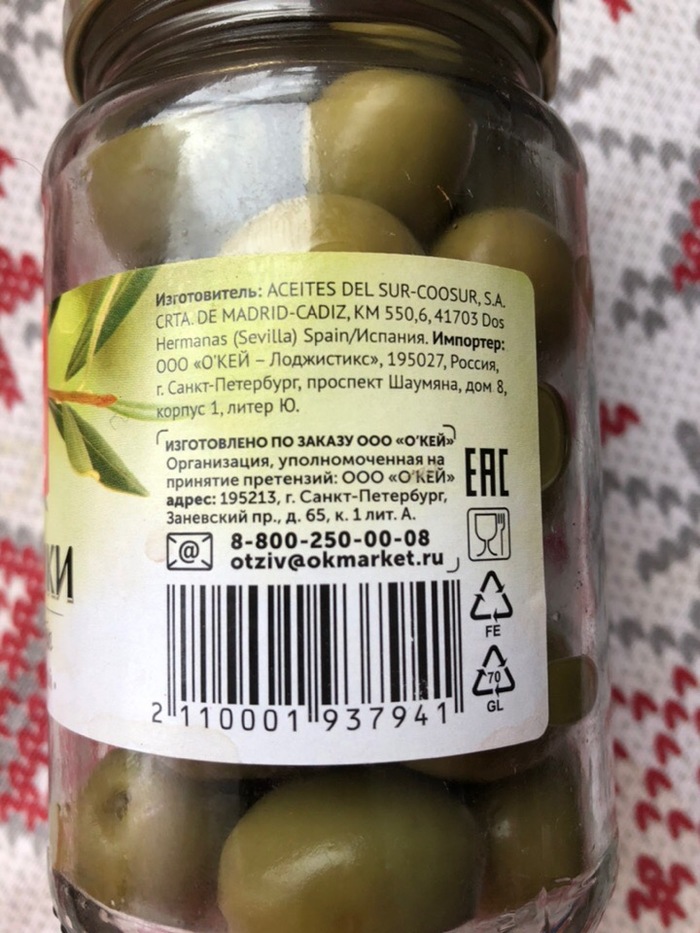 Изготовитель: ACEITES DEL SUR-COOSUR, S.A.
CRTA. DE MADRID-CADIZ, KM 550,6, 41703 Dos
Hermanas (Sevilla) Spain/Испания. Импортер:
ООО «О'КЕЙ – Лоджистикс», 195027, Россия,
г. Санкт-Петербург, проспект Шаумяна, дом 8,
корпус 1, литер Ю.
ИЗГОТОВЛЕНО ПО ЗАКАЗУ ООО «О'КЕЙ»
Организация, уполномоченная на
принятие претензий: ООО «О'КЕЙ»
адрес: 195213, г. Санкт-Петербург,
Заневский пр., д. 65, к. 1 лит. А.
EAC
@ 8-800-250-00-08
otziv@okmarket.ru
КИ
FE
70
GL
2 110001 937941